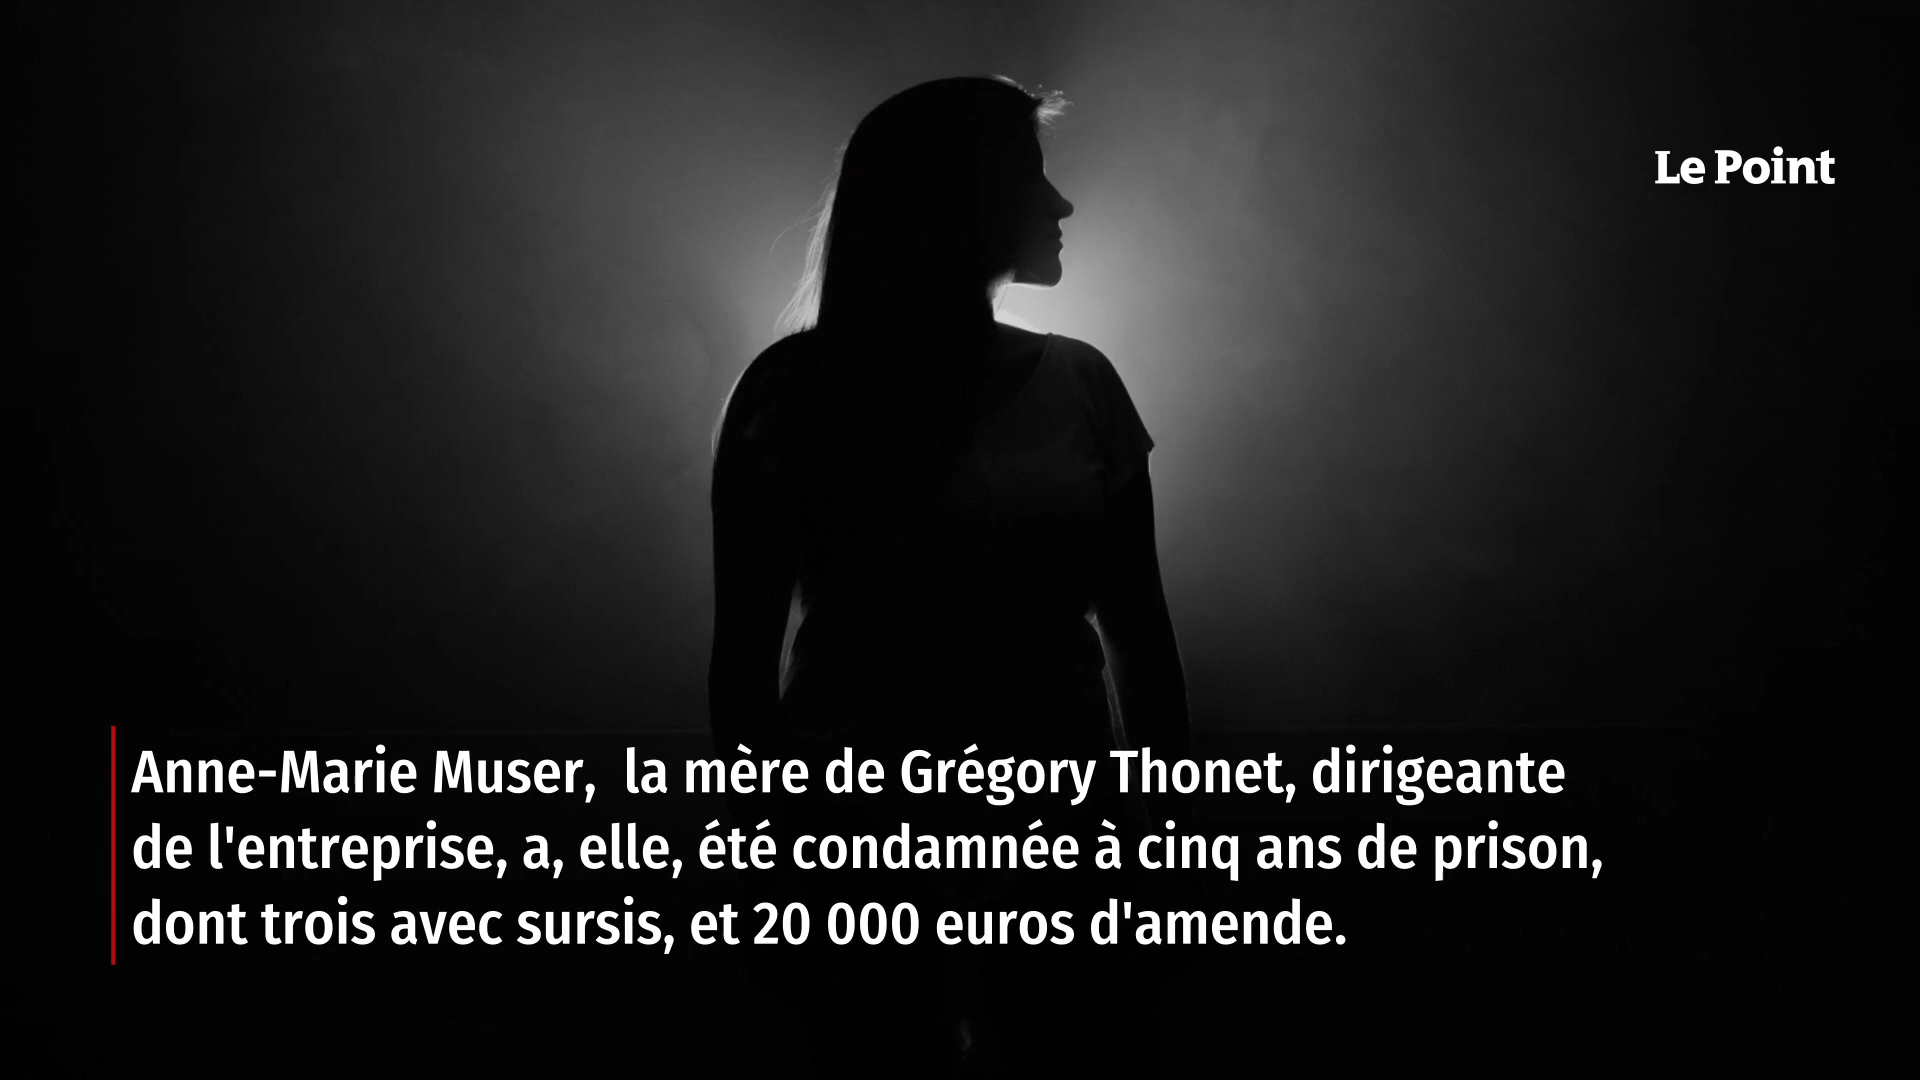 Le Point
Anne-Marie Muser,  la mère de Grégory Thonet, dirigeante
de l'entreprise, a, elle, été condamnée à cinq ans de prison,
dont trois avec sursis, et 20 000 euros d'amende.